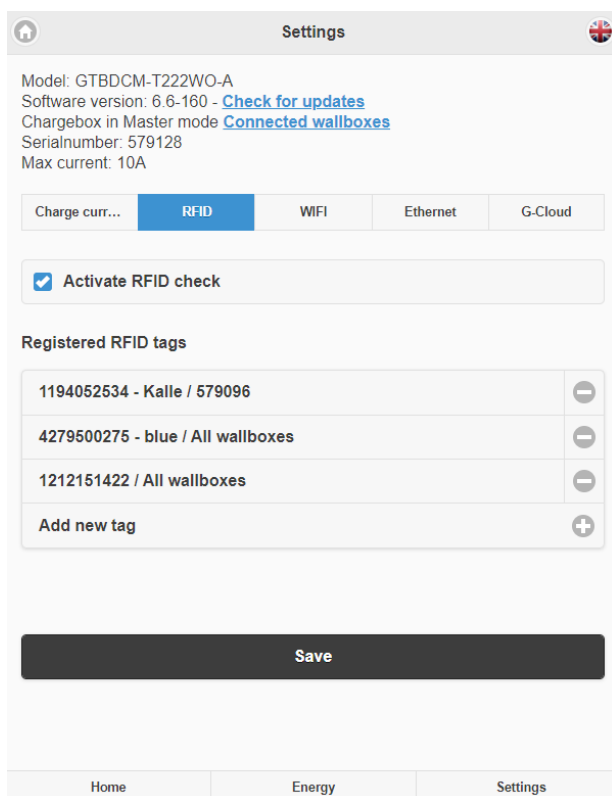 Settings
Model: GTBDCM-T222WO-A
Software version: 6.6-160 - Check for updates
Chargebox in Master mode Connected wallboxes
Serialnumber: 579128
Max current: 10A
Charge curr... RFID WIFI Ethernet G-Cloud
Activate RFID check
Registered RFID tags
1194052534 - Kalle / 579096
4279500275 - blue / All wallboxes
1212151422 / All wallboxes
Add new tag
Save
Home Energy Settings